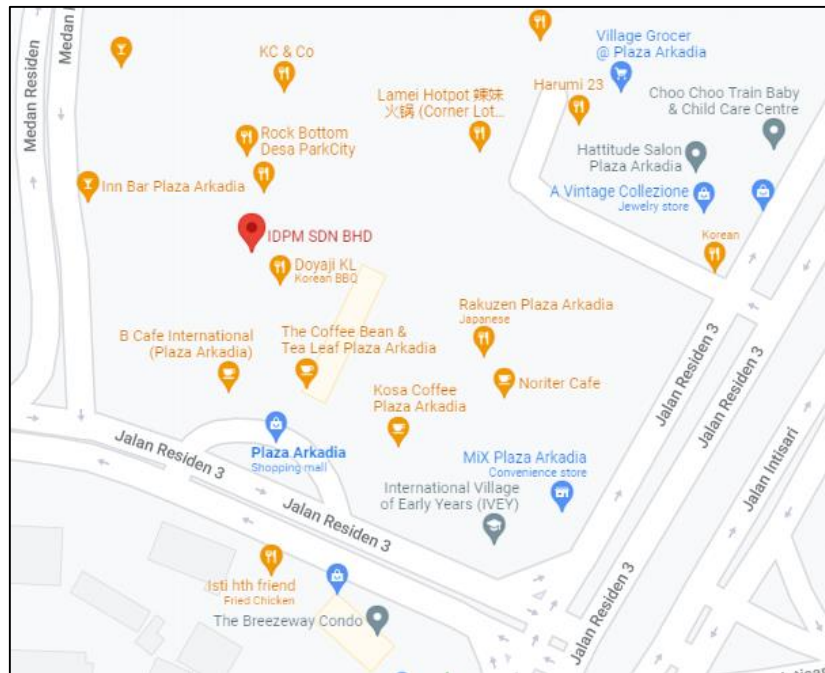 Medan Residen
Medan R
KC & Co
Village Grocer
@ Plaza Arkadia
Lamei Hotpot 辣妹
火锅 (Corner Lot...
Harumi 23
Choo Choo Train Baby
& Child Care Centre
Rock Bottom
Desa ParkCity
Hattitude Salon
Plaza Arkadia
Inn Bar Plaza Arkadia
A Vintage Collezione
Jewelry store
IDPM SDN BHD
Korean
Doyaji KL
Korean BBQ
Rakuzen Plaza Arkadia
Japanese
B Cafe International
(Plaza Arkadia)
The Coffee Bean &
Tea Leaf Plaza Arkadia
Noriter Cafe
Kosa Coffee
Plaza Arkadia
Jalan Residen 3
Jalan Residen 3
Jalan Residen 3
Plaza Arkadia
Shopping mall
MiX Plaza Arkadia
Convenience store
Jalan Intisari
Jalan Residen 3
International Village
of Early Years (IVEY)
Jalan Residen 3
Isti hth friend
Fried Chicken
The Breezeway Condo